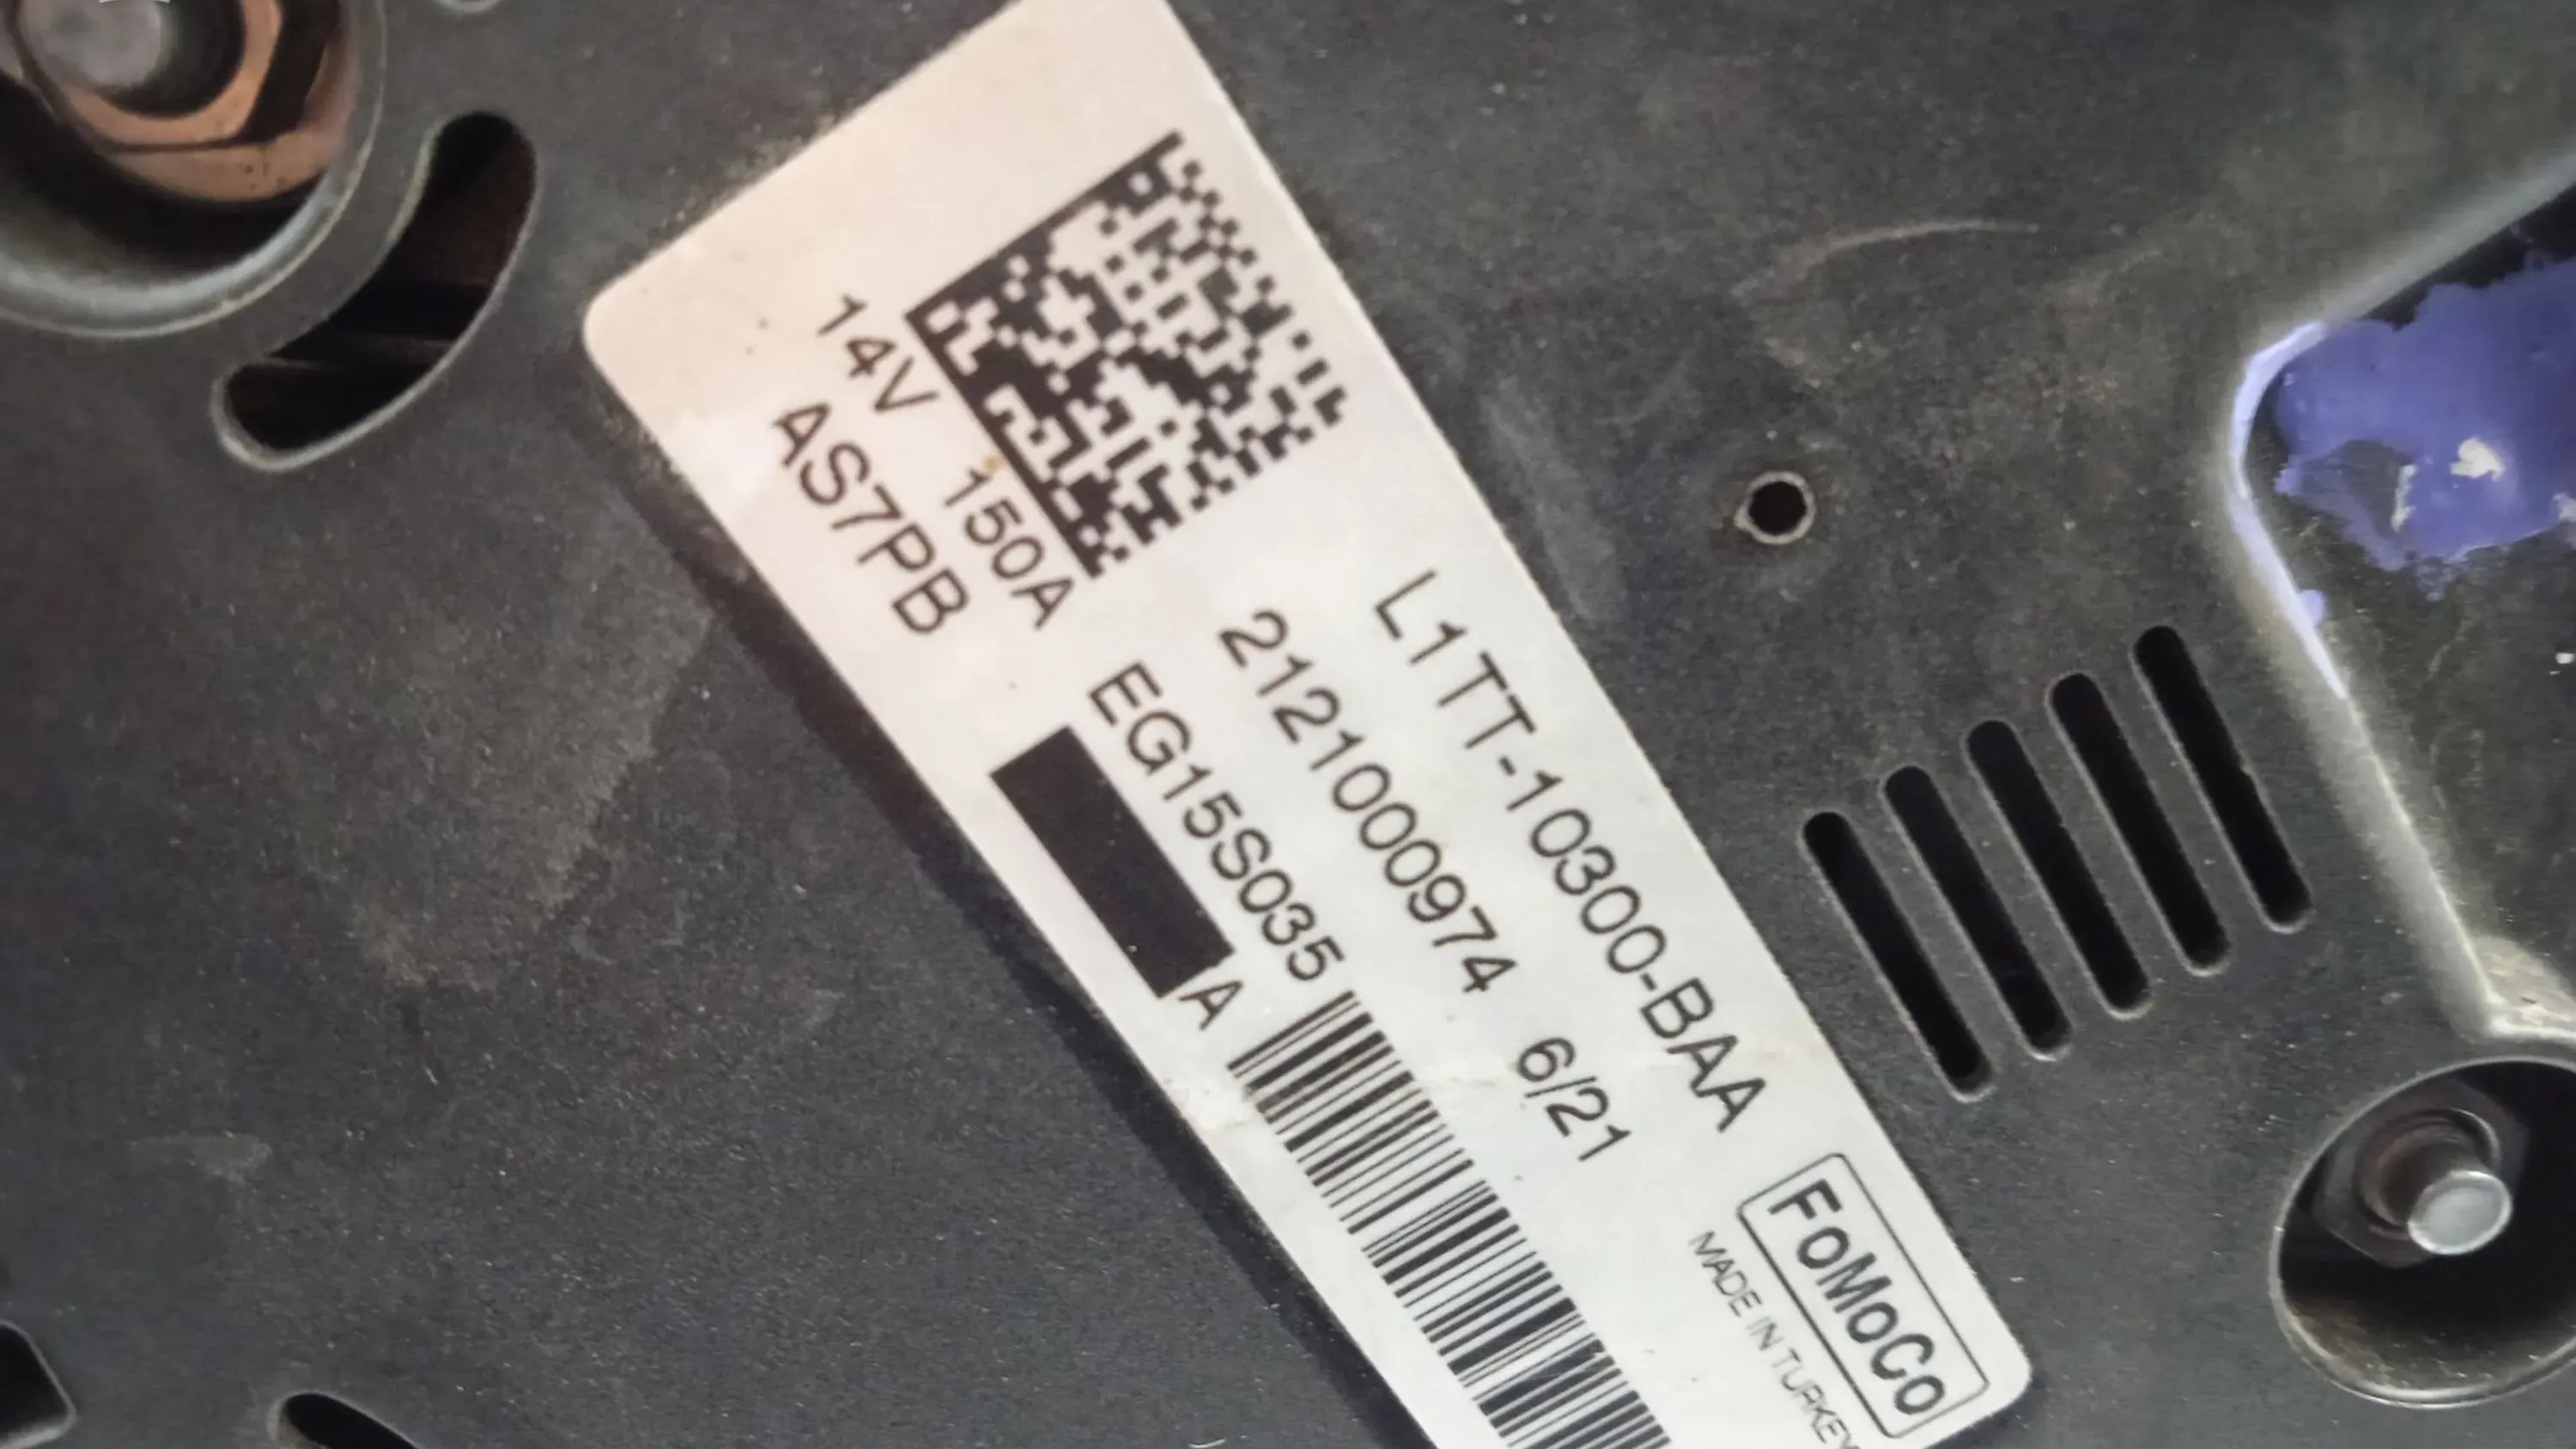 L1TT-10300-BAA
2121000974 6/21
EG15S035
A
14V 150A
AS7PB
FoMoCo
MADE IN TURKEY